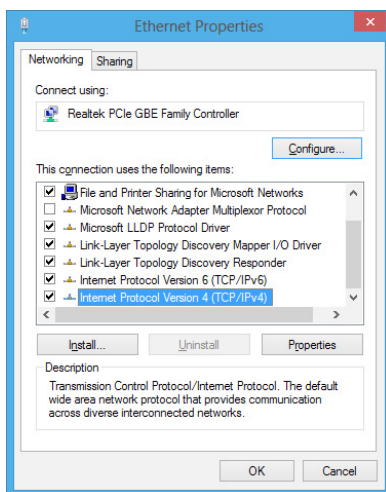 Ethernet Properties
Networking
Sharing
Connect using:
Realtek PCIe GBE Family Controller
Configure...
This connection uses the following items:
File and Printer Sharing for Microsoft Networks
Microsoft Network Adapter Multiplexor Protocol
Microsoft LLDP Protocol Driver
Link-Layer Topology Discovery Mapper I/O Driver
Link-Layer Topology Discovery Responder
Internet Protocol Version 6 (TCP/IPv6)
Internet Protocol Version 4 (TCP/IPv4)
Install...
Uninstall
Properties
Description
Transmission Control Protocol/Internet Protocol. The default
wide area network protocol that provides communication
across diverse interconnected networks.
OK
Cancel